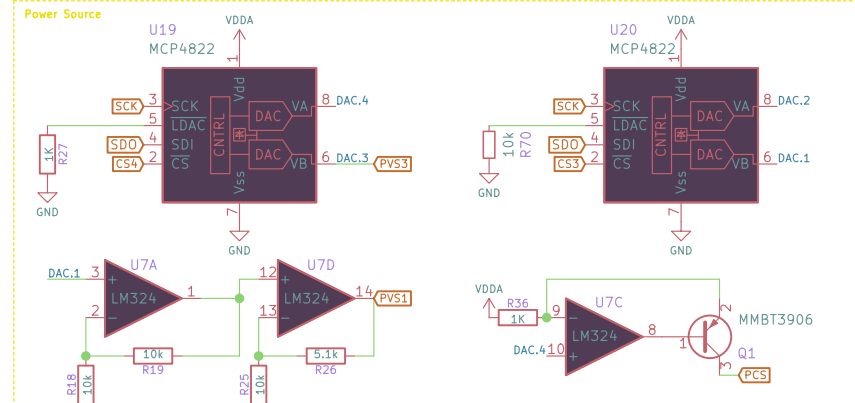 Power Source
U19
MCP4822
VDDA
1
Vdd
SCK
3
SCK
5
LDAC
SDO
4
SDI
CS4
2
CS
CNTRL
DAC
DAC
VA
8
DAC.4
VB
6
DAC.3
PVS3
Vss
7
GND
1K
R27
GND
U20
MCP4822
VDDA
1
Vdd
SCK
3
SCK
5
LDAC
SDO
4
SDI
CS3
2
CS
CNTRL
DAC
DAC
VA
8
DAC.2
VB
6
DAC.1
Vss
7
GND
10k
R70
GND
DAC.1
3
+
2
−
U7A
LM324
1
10k
R19
R18
10k
12
+
13
−
U7D
LM324
14
PVS1
5.1k
R26
R25
10k
VDDA
R36
1K
9
−
DAC.4
10
+
U7C
LM324
8
1
2
3
MMBT3906
Q1
PCS